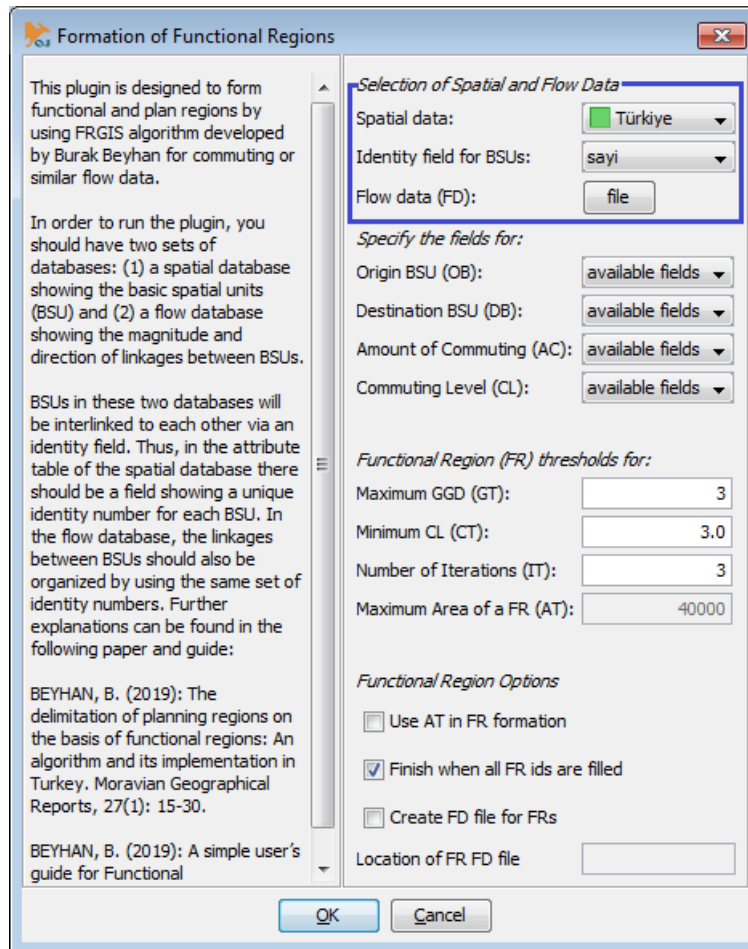 Formation of Functional Regions
This plugin is designed to form
functional and plan regions by
using FRGIS algorithm developed
by Burak Beyhan for commuting or
similar flow data.
In order to run the plugin, you
should have two sets of
databases: (1) a spatial database
showing the basic spatial units
(BSU) and (2) a flow database
showing the magnitude and
direction of linkages between BSUs.
BSUs in these two databases will
be interlinked to each other via an
identity field. Thus, in the attribute
table of the spatial database there
should be a field showing a unique
identity number for each BSU. In
the flow database, the linkages
between BSUs should also be
organized by using the same set of
identity numbers. Further
explanations can be found in the
following paper and guide:
BEYHAN, B. (2019): The
delimitation of planning regions on
the basis of functional regions: An
algorithm and its implementation in
Turkey. Moravian Geographical
Reports, 27(1): 15-30.
BEYHAN, B. (2019): A simple user's
guide for Functional
Selection of Spatial and Flow Data
Spatial data: Türkiye
Identity field for BSUs: sayi
Flow data (FD): file
Specify the fields for:
Origin BSU (OB): available fields
Destination BSU (DB): available fields
Amount of Commuting (AC): available fields
Commuting Level (CL): available fields
Functional Region (FR) thresholds for:
Maximum GGD (GT): 3
Minimum CL (CT): 3.0
Number of Iterations (IT): 3
Maximum Area of a FR (AT): 40000
Functional Region Options
Use AT in FR formation
Finish when all FR ids are filled
Create FD file for FRs
Location of FR FD file
OK Cancel